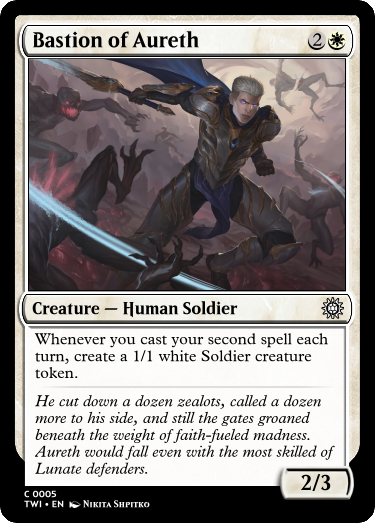 Bastion of Aureth
2
Creature — Human Soldier
Whenever you cast your second spell each
turn, create a 1/1 white Soldier creature
token.
He cut down a dozen zealots, called a dozen
more to his side, and still the gates groaned
beneath the weight of faith-fueled madness.
Aureth would fall even with the most skilled of
Lunate defenders.
2/3
C 0005
TWI • EN Nikita Shpitko